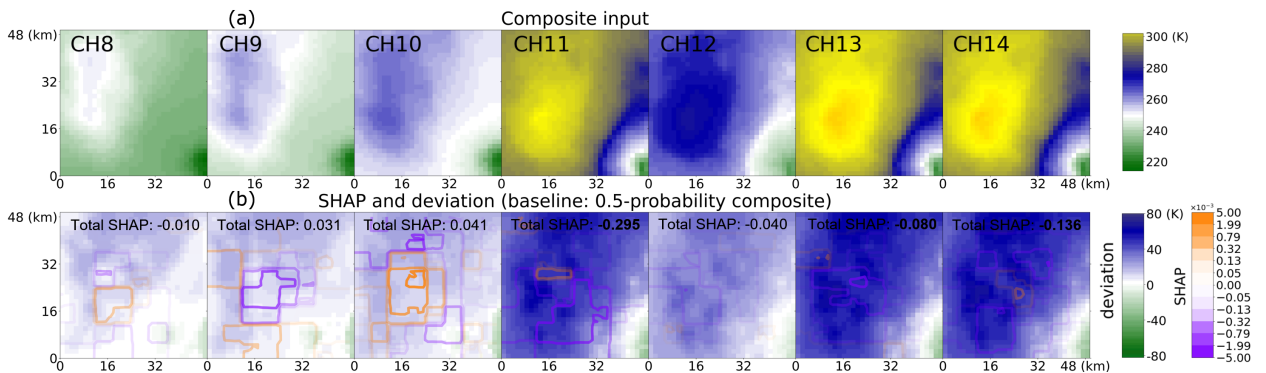 (a) Composite input
48 (km) CH8 CH9 CH10 CH11 CH12 CH13 CH14 300 (K)
32 280
260
16 240
220
0
0 16 32 0 16 32 0 16 32 0 16 32 0 16 32 0 16 32 0 16 32 48 (km)
(b) SHAP and deviation (baseline: 0.5-probability composite)
48 (km) Total SHAP: -0.010 Total SHAP: 0.031 Total SHAP: 0.041 Total SHAP: -0.295 Total SHAP: -0.040 Total SHAP: -0.080 Total SHAP: -0.136
32
16
0
0 16 32 0 16 32 0 16 32 0 16 32 0 16 32 0 16 32 0 16 32 48 (km)
deviation
80 (K)
40
0
-40
-80
SHAP
×10⁻³
5.00
1.99
0.79
0.32
0.13
0.05
0.00
−0.05
−0.13
−0.32
−0.79
−1.99
−5.00